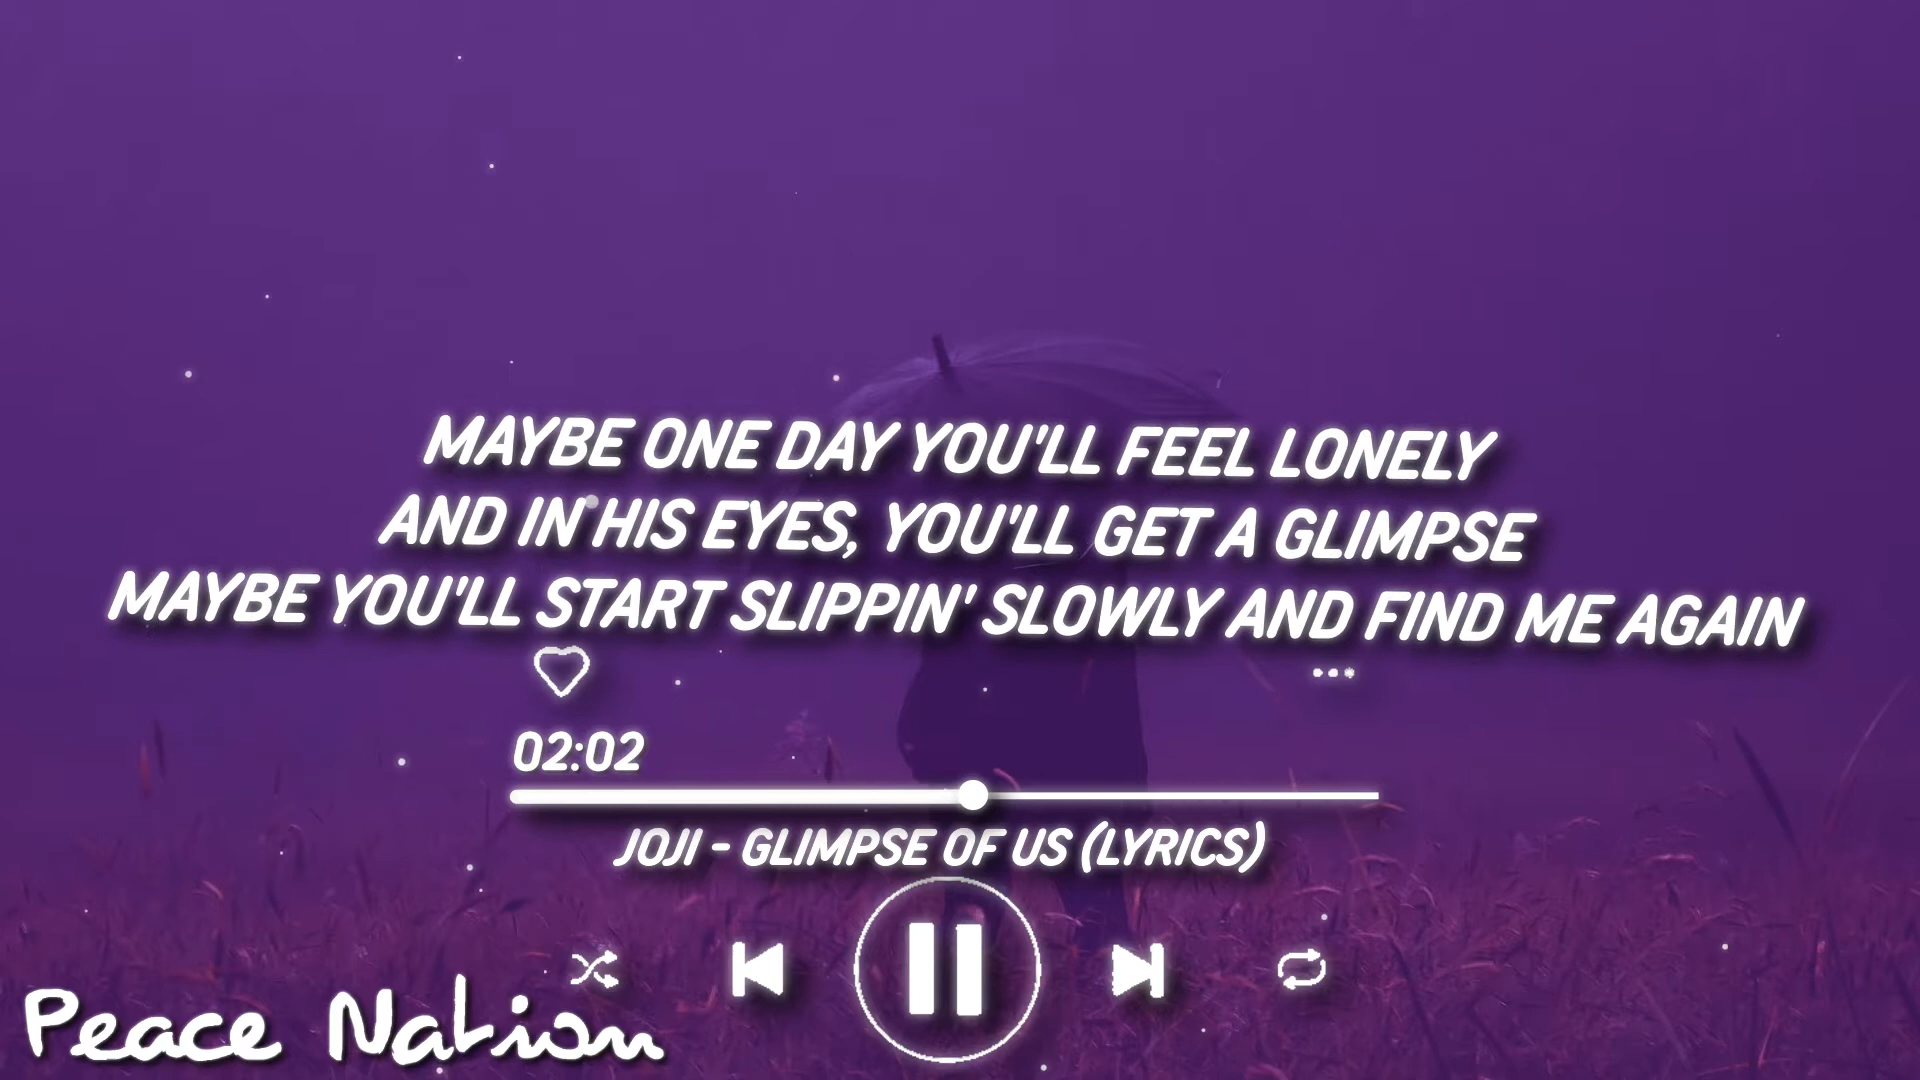 MAYBE ONE DAY YOU'LL FEEL LONELY
AND IN HIS EYES, YOU'LL GET A GLIMPSE
MAYBE YOU'LL START SLIPPIN' SLOWLY AND FIND ME AGAIN
02:02
JOJI - GLIMPSE OF US (LYRICS)
Peace Nation